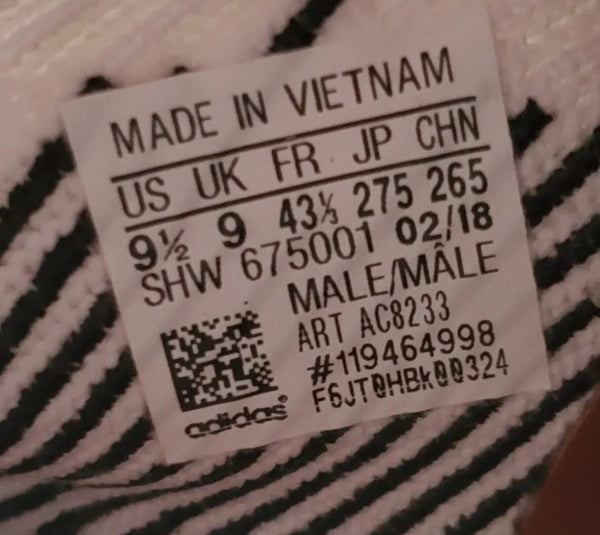 MADE IN VIETNAM
US UK FR JP CHN
9½ 9 43⅓ 275 265
SHW 675001 02/18
MALE/MÂLE
ART AC8233
#119464998
F6JT0HBk00324
adidas